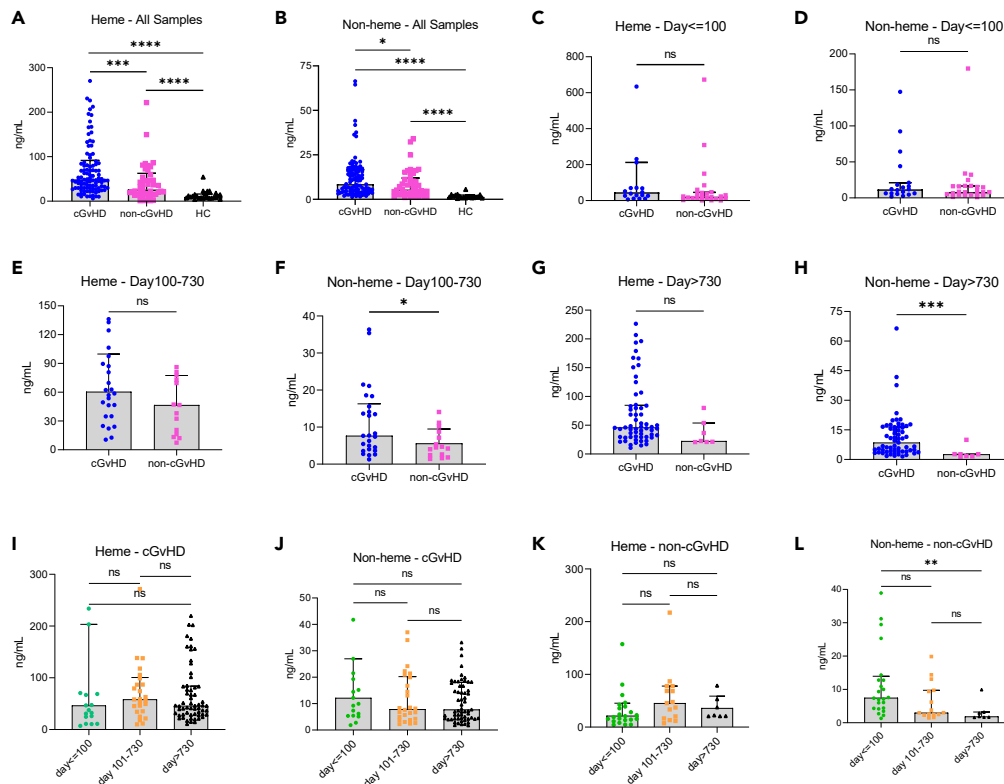 A
Heme - All Samples
****
***
****
ng/mL
300
200
100
0
cGvHD
non-cGvHD
HC
B
Non-heme - All Samples
*
****
****
ng/mL
75
50
25
0
cGvHD
non-cGvHD
HC
C
Heme - Day<=100
ns
ng/mL
800
600
400
200
0
cGvHD
non-cGvHD
D
Non-heme - Day<=100
ns
ng/mL
200
150
100
50
0
cGvHD
non-cGvHD
E
Heme - Day100-730
ns
ng/mL
150
120
90
60
30
0
cGvHD
non-cGvHD
F
Non-heme - Day100-730
*
ng/mL
40
30
20
10
0
cGvHD
non-cGvHD
G
Heme - Day>730
ns
ng/mL
250
200
150
100
50
0
cGvHD
non-cGvHD
H
Non-heme - Day>730
***
ng/mL
75
60
45
30
15
0
cGvHD
non-cGvHD
I
Heme - cGvHD
ns
ns
ns
ng/mL
300
200
100
0
day<=100
day 101-730
day>730
J
Non-heme - cGvHD
ns
ns
ns
ng/mL
50
40
30
20
10
0
day<=100
day 101-730
day>730
K
Heme - non-cGvHD
ns
ns
ns
ng/mL
300
200
100
0
day<=100
day 101-730
day>730
L
Non-heme - non-cGvHD
**
ns
ns
ng/mL
50
40
30
20
10
0
day<=100
day 101-730
day>730